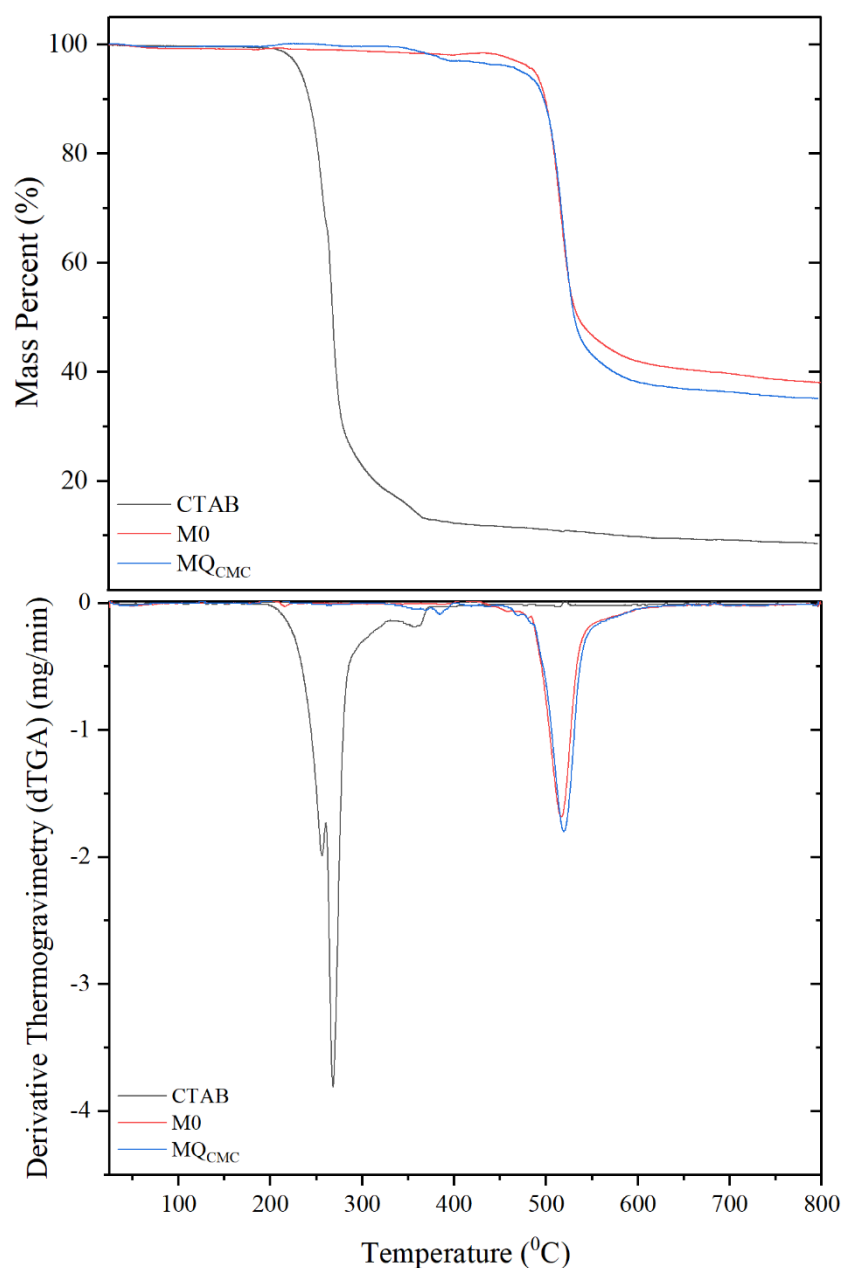 100
80
60
40
20
Mass Percent (%)
CTAB
M0
MQCMC
0
-1
-2
-3
-4
Derivative Thermogravimetry (dTGA) (mg/min)
CTAB
M0
MQCMC
100 200 300 400 500 600 700 800
Temperature (⁰C)